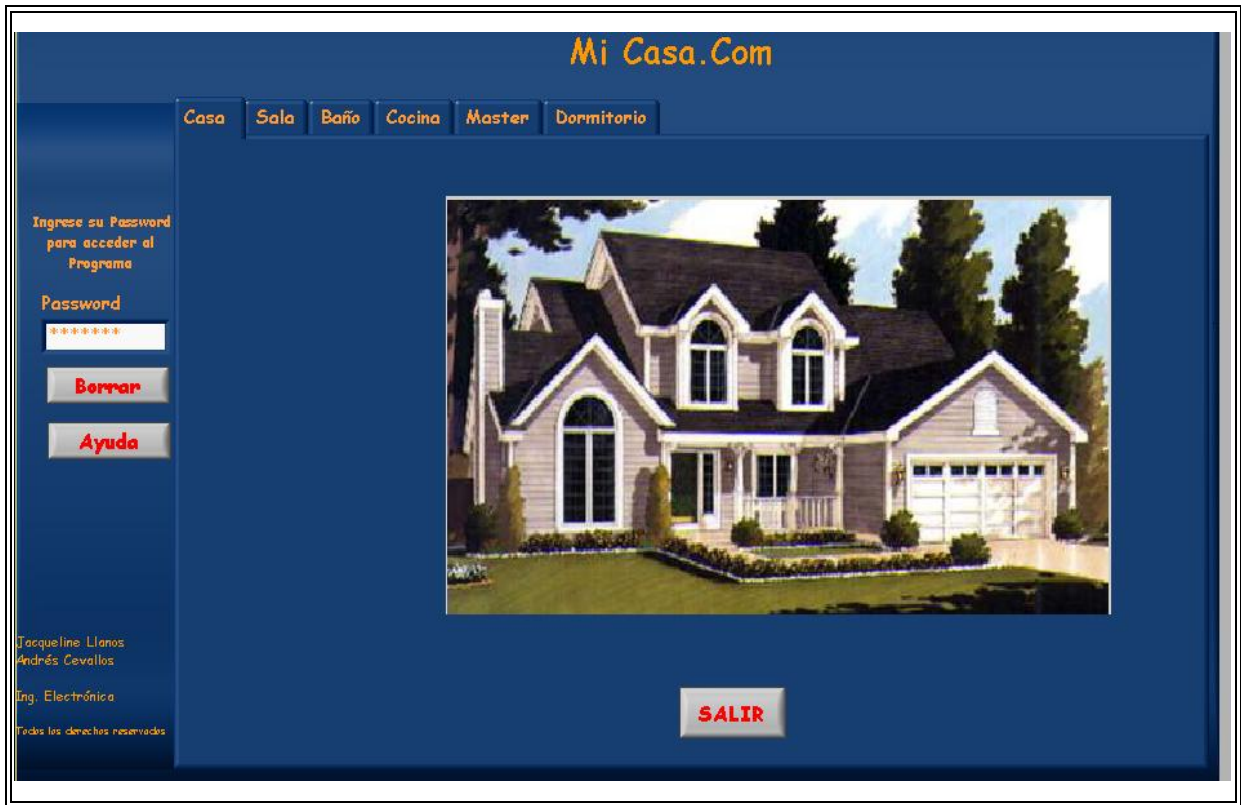 Mi Casa.Com
Casa Sala Baño Cocina Master Dormitorio
Ingrese su Password
para acceder al
Programa
Password
*******
Borrar
Ayuda
Jacqueline Llanos
Andrés Cevallos
Ing. Electrónica
Todos los derechos reservados
SALIR